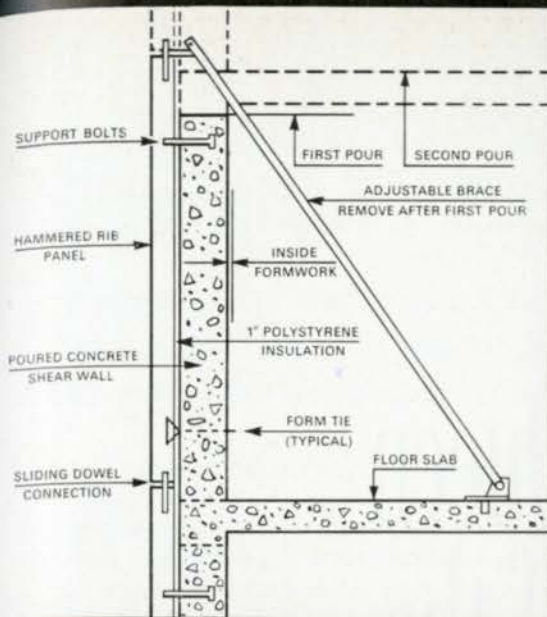 FIRST POUR
SECOND POUR
SUPPORT BOLTS
ADJUSTABLE BRACE
REMOVE AFTER FIRST POUR
HAMMERED RIB
PANEL
INSIDE
FORMWORK
1" POLYSTYRENE
INSULATION
POURED CONCRETE
SHEAR WALL
FORM TIE
(TYPICAL)
FLOOR SLAB
SLIDING DOWEL
CONNECTION